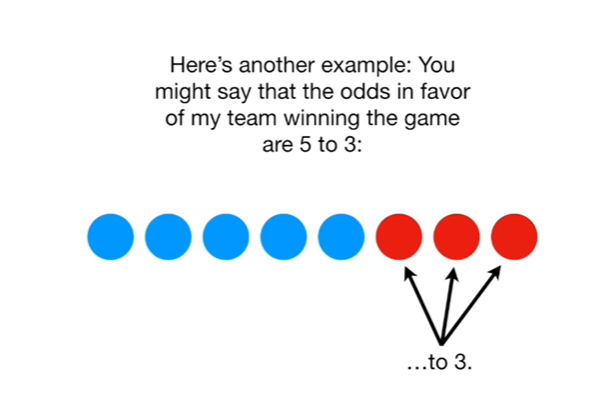 Here’s another example: You
might say that the odds in favor
of my team winning the game
are 5 to 3:
…to 3.